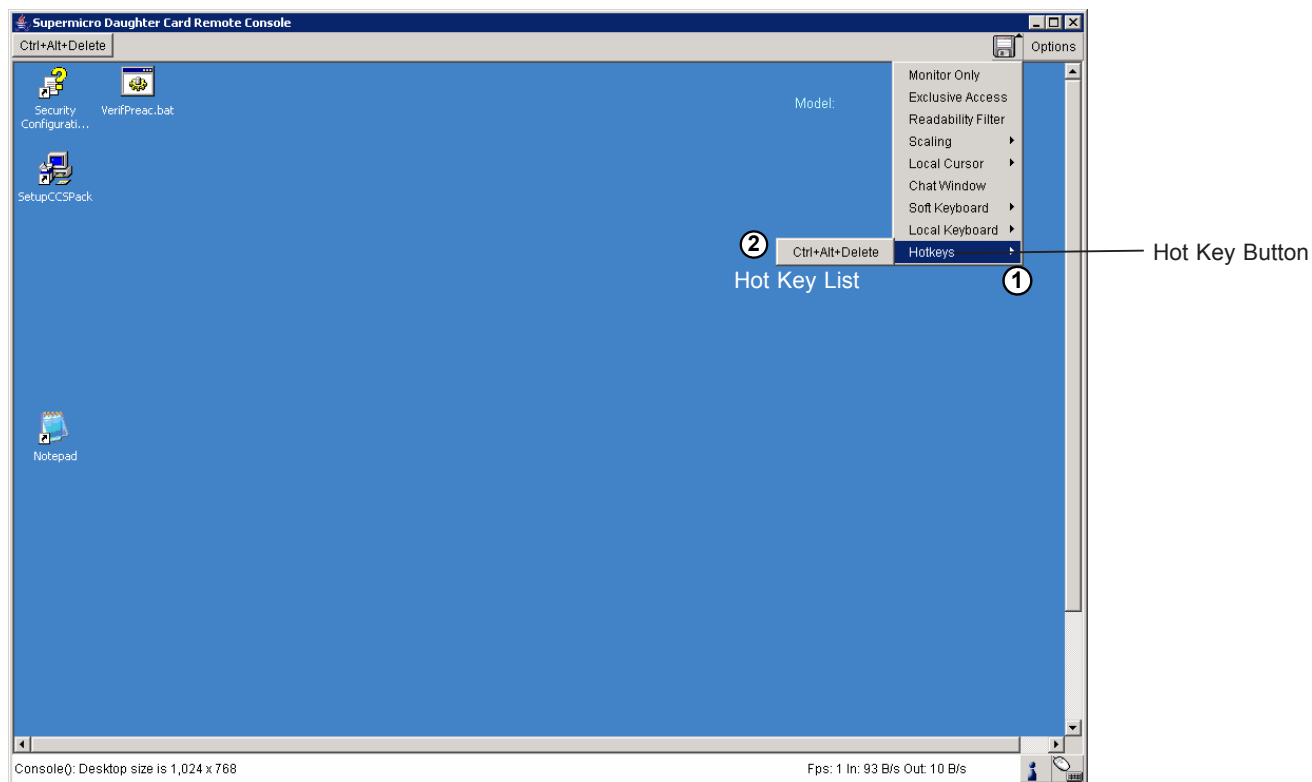 Supermicro Daughter Card Remote Console
Ctrl+Alt+Delete
Options
Security
Configurati...
VerifPreac.bat
SetupCCSPack
Notepad
Model:
Monitor Only
Exclusive Access
Readability Filter
Scaling
Local Cursor
Chat Window
Soft Keyboard
Local Keyboard
2 Ctrl+Alt+Delete Hotkeys Hot Key Button
Hot Key List 1
Console(): Desktop size is 1,024 x 768 Fps: 1 In: 93 B/s Out: 10 B/s